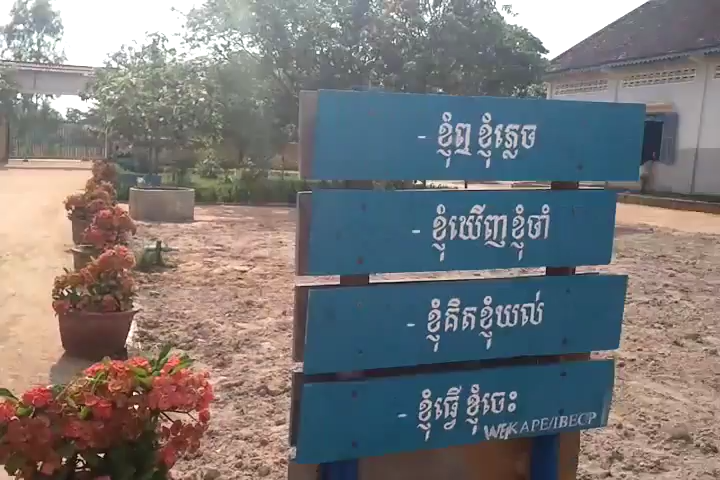 - ខ្ញុំឮ ខ្ញុំភ្លេច
- ខ្ញុំឃើញខ្ញុំចាំ
- ខ្ញុំគិតខ្ញុំយល់
- ខ្ញុំធ្វើ ខ្ញុំចេះ
KAPE/IBECP